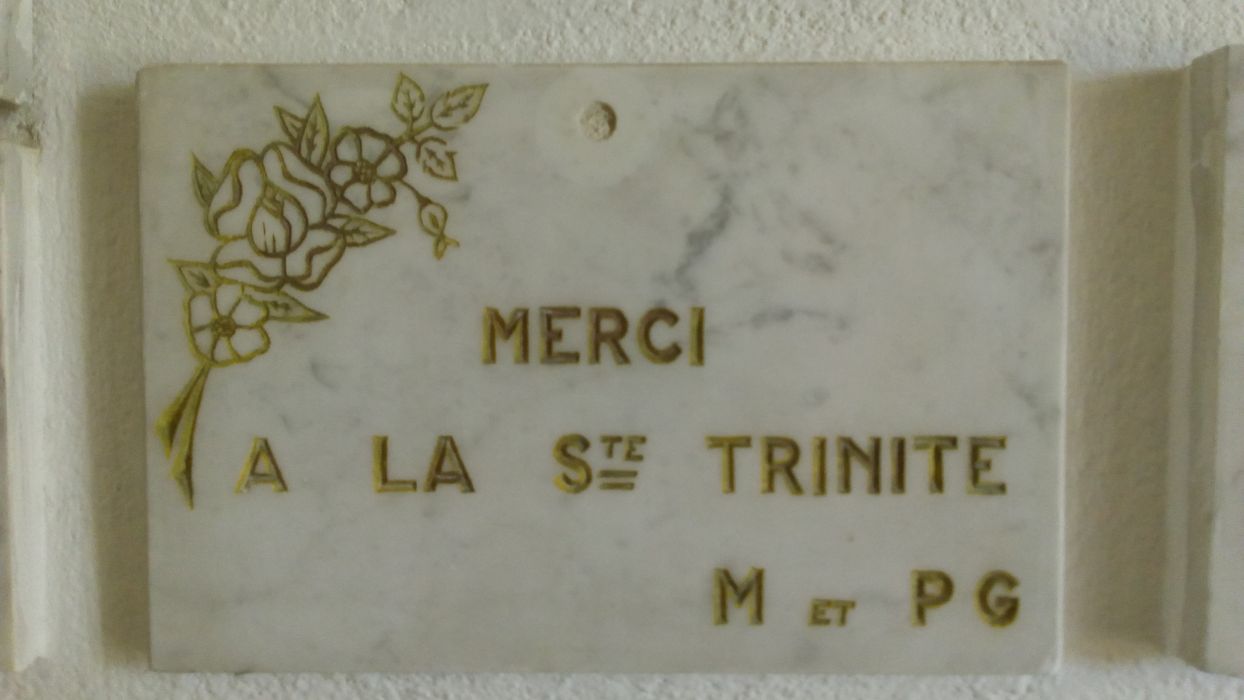 MERCI
A LA STE TRINITE
M ET PG